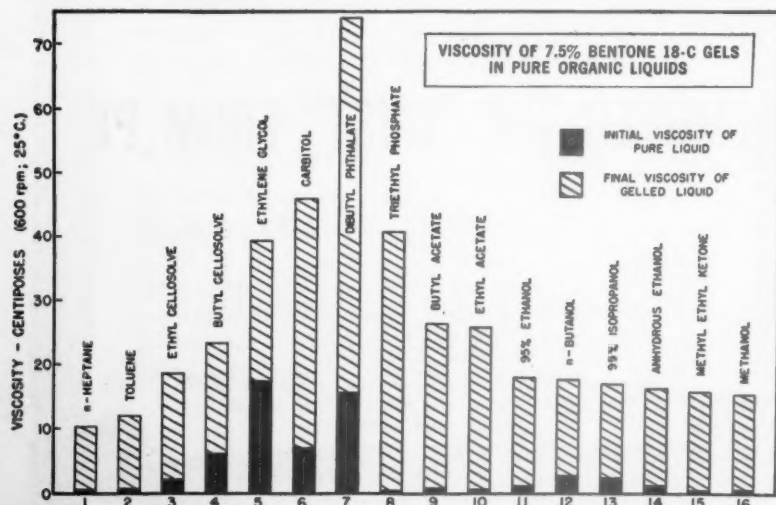 VISCOSITY OF 7.5% BENTONE 18-C GELS
IN PURE ORGANIC LIQUIDS
INITIAL VISCOSITY OF
PURE LIQUID
FINAL VISCOSITY OF
GELLED LIQUID
VISCOSITY – CENTIPOISES (600 rpm; 25°C.)
70
60
50
40
30
20
10
0
n-HEPTANE
TOLUENE
ETHYL CELLOSOLVE
BUTYL CELLOSOLVE
ETHYLENE GLYCOL
CARBITOL
DIBUTYL PHTHALATE
TRIETHYL PHOSPHATE
BUTYL ACETATE
ETHYL ACETATE
95% ETHANOL
n-BUTANOL
99% ISOPROPANOL
ANHYDROUS ETHANOL
METHYL ETHYL KETONE
METHANOL
1 2 3 4 5 6 7 8 9 10 11 12 13 14 15 16